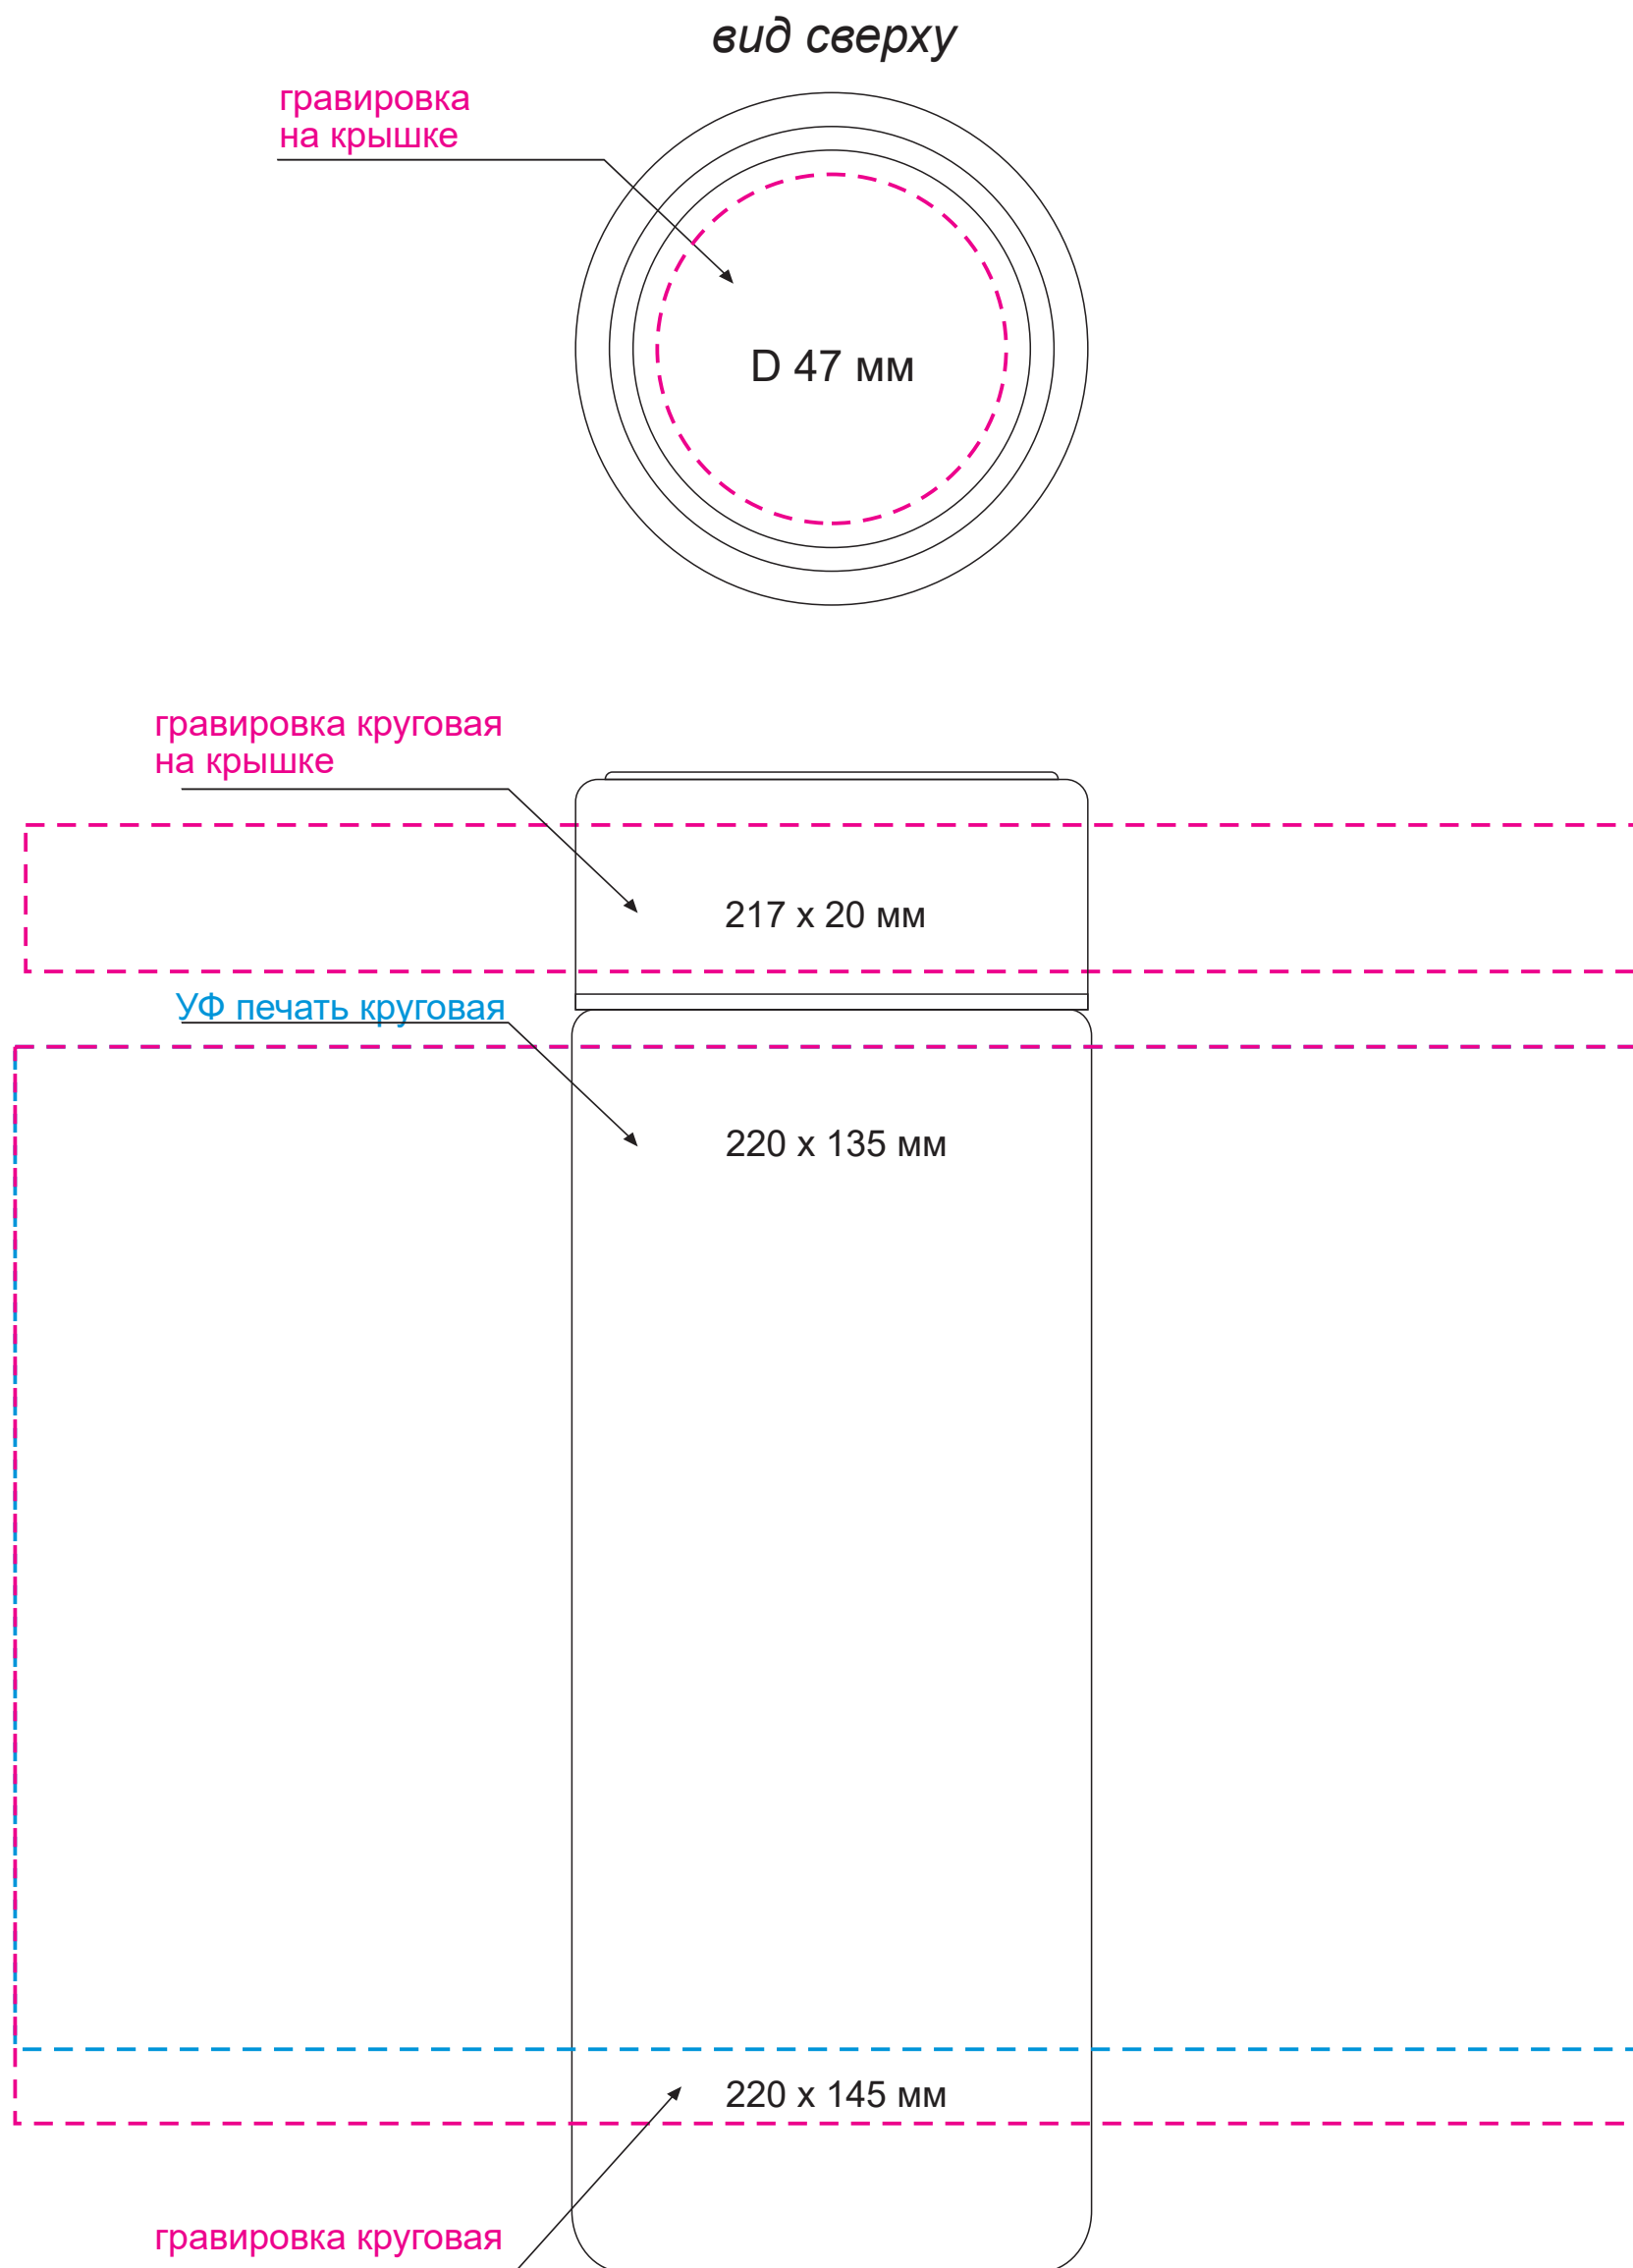 вид сверху
гравировка
на крышке
D 47 мм
гравировка круговая
на крышке
217 х 20 мм
УФ печать круговая
220 х 135 мм
220 х 145 мм
гравировка круговая